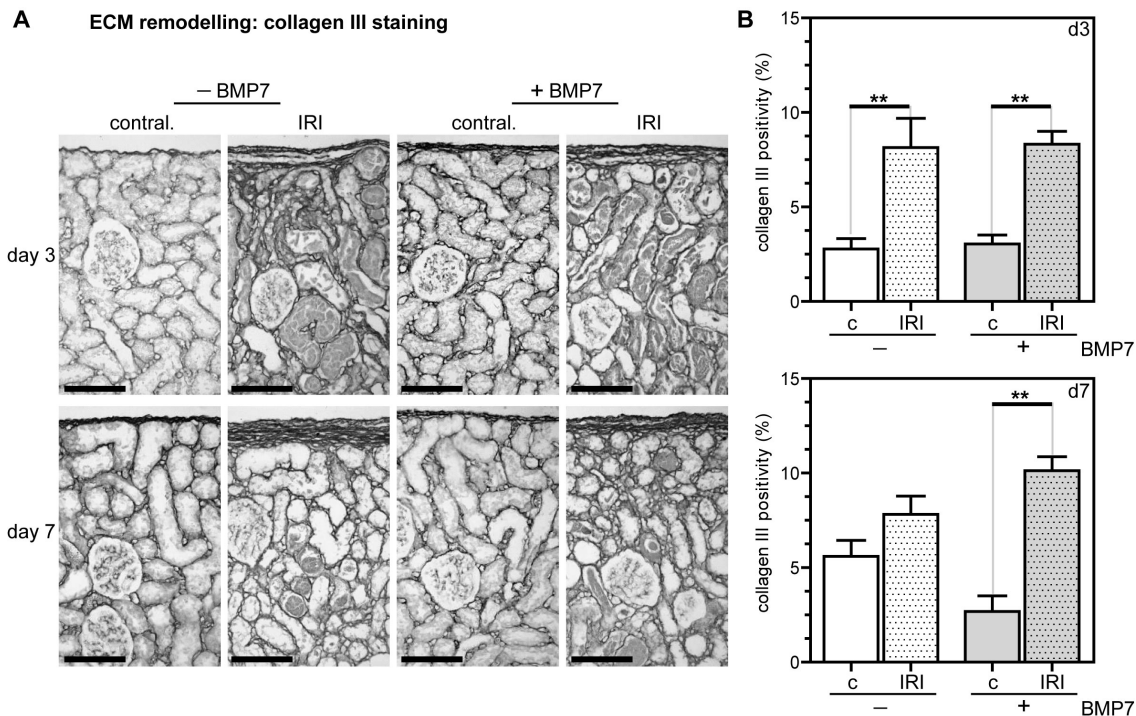 A
ECM remodelling: collagen III staining
– BMP7
+ BMP7
contral.
IRI
contral.
IRI
day 3
day 7
B
d3
collagen III positivity (%)
15
10
5
0
**
**
c
IRI
c
IRI
–
+
BMP7
d7
collagen III positivity (%)
15
10
5
0
**
c
IRI
c
IRI
–
+
BMP7